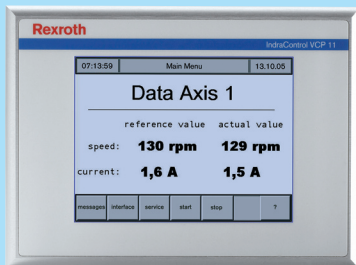 Rexroth
IndraControl VCP 11
07:13:59 Main Menu 13.10.05
Data Axis 1
reference value actual value
speed: 130 rpm 129 rpm
current: 1,6 A 1,5 A
messages interface service start stop ?